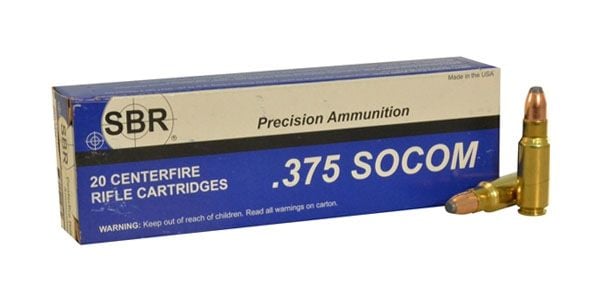 Made in the USA
SBR
Precision Ammunition
20 CENTERFIRE
RIFLE CARTRIDGES
.375 SOCOM
WARNING: Keep out of reach of children. Read all warnings on carton.
SBR